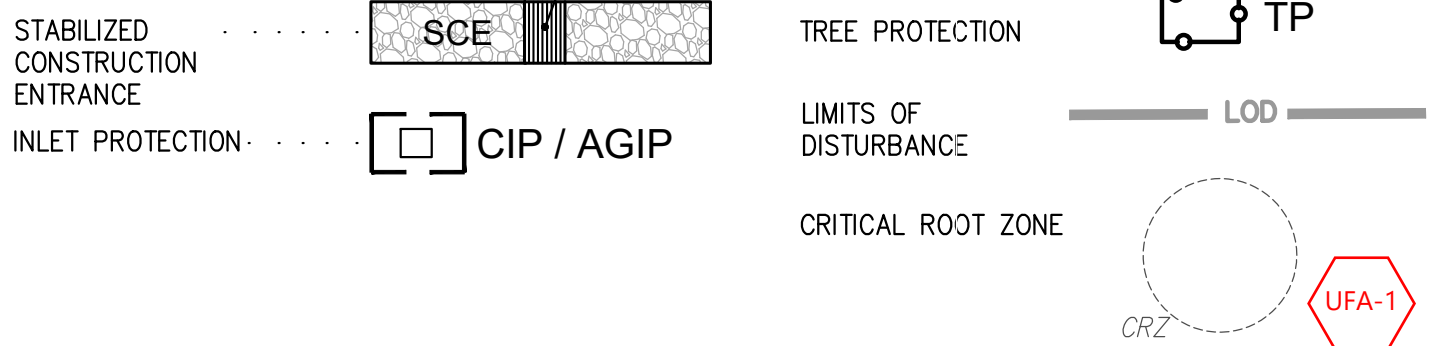 STABILIZED
CONSTRUCTION
ENTRANCE
SCE
INLET PROTECTION
CIP / AGIP
TREE PROTECTION
TP
LIMITS OF
DISTURBANCE
LOD
CRITICAL ROOT ZONE
CRZ
UFA-1